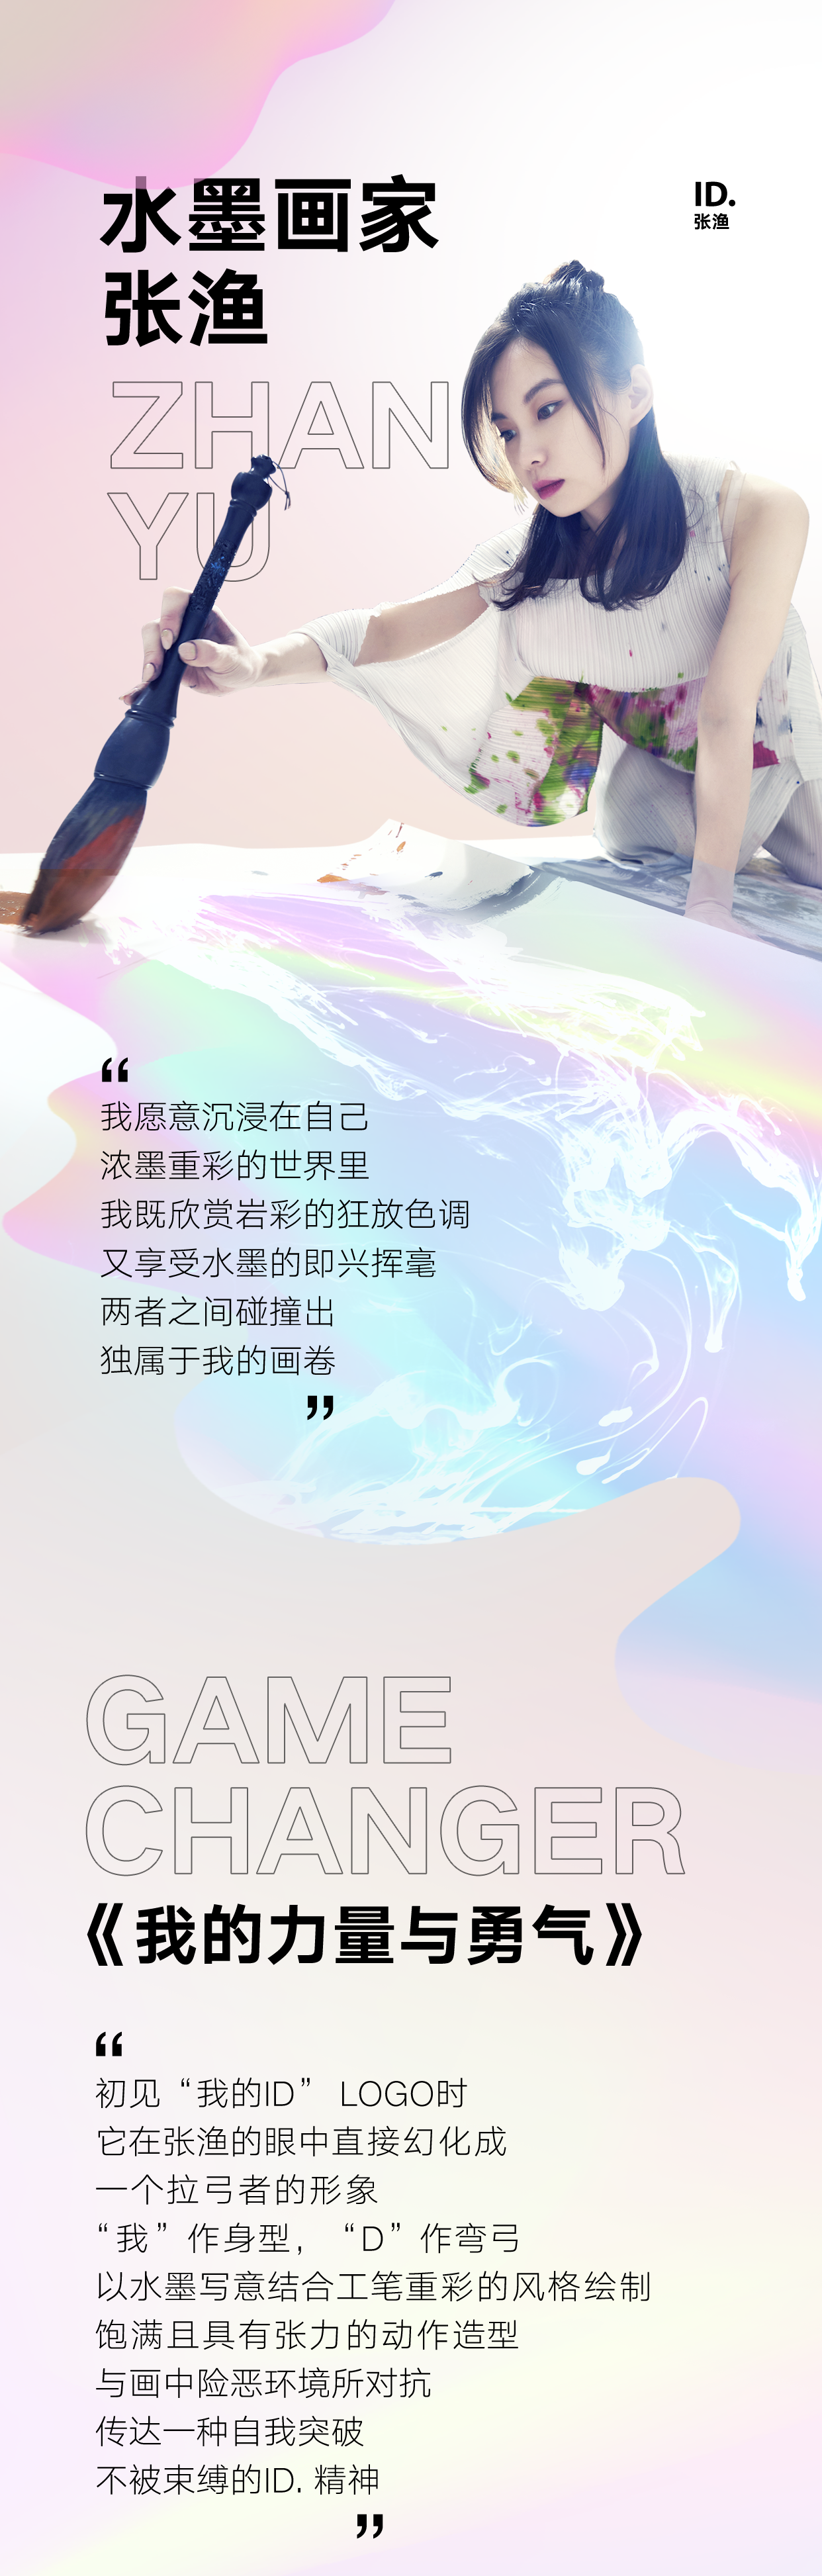 水墨画家
张渔
ID.
张渔
ZHAN
YU
“
我愿意沉浸在自己
浓墨重彩的世界里
我既欣赏岩彩的狂放色调
又享受水墨的即兴挥毫
两者之间碰撞出
独属于我的画卷
”
GAME
CHANGER
《我的力量与勇气》
“
初见“我的ID” LOGO时
它在张渔的眼中直接幻化成
一个拉弓者的形象
“我”作身型，“D”作弯弓
以水墨写意结合工笔重彩的风格绘制
饱满且具有张力的动作造型
与画中险恶环境所对抗
传达一种自我突破
不被束缚的ID. 精神
”